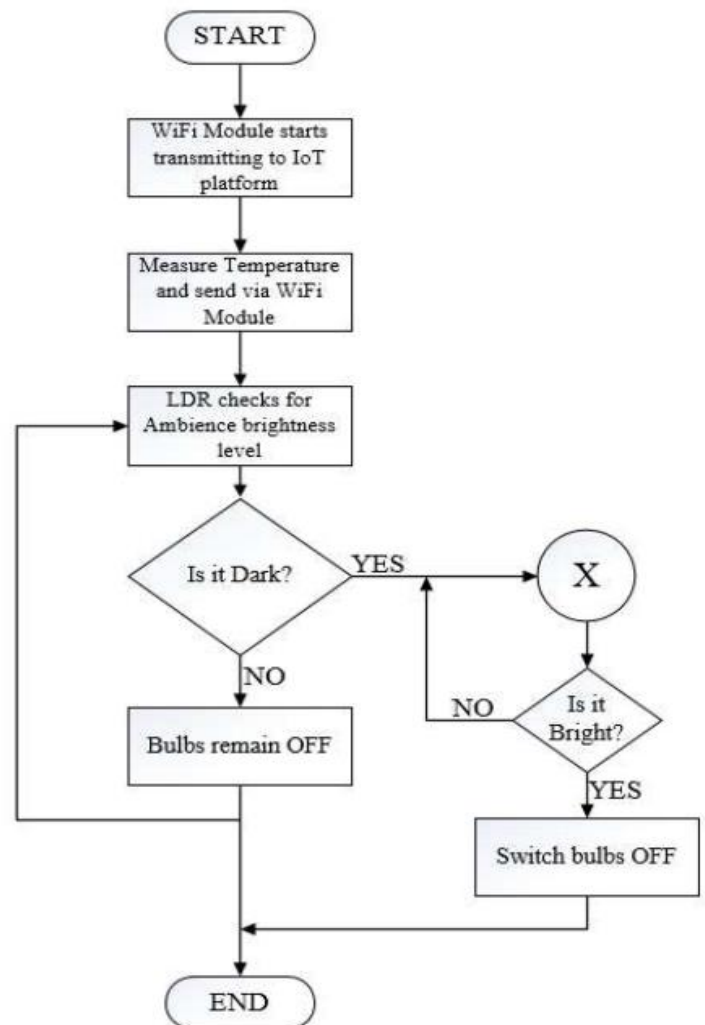 START
WiFi Module starts
transmitting to IoT
platform
Measure Temperature
and send via WiFi
Module
LDR checks for
Ambience brightness
level
Is it Dark?
YES
X
NO
Is it
Bright?
NO
Bulbs remain OFF
YES
Switch bulbs OFF
END